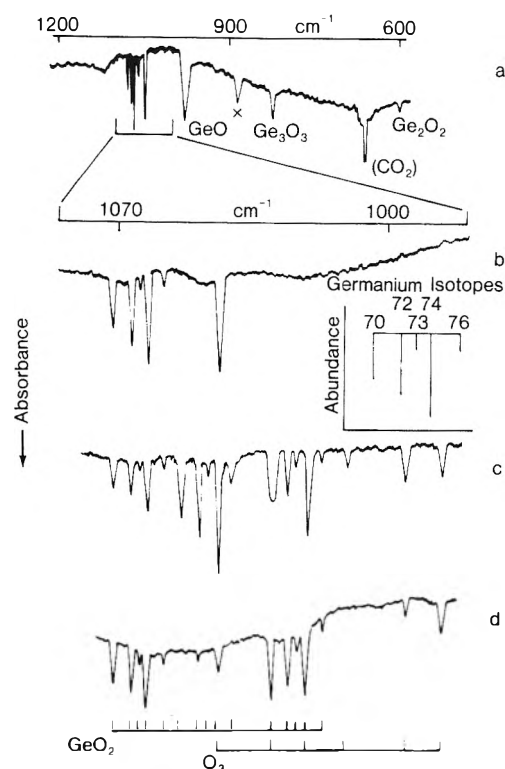 1200 900 cm⁻¹ 600
a
GeO × Ge₃O₃ (CO₂) Ge₂O₂
1070 cm⁻¹ 1000
b
Germanium Isotopes
72 74
70 73 76
Abundance
Absorbance
c
d
GeO₂
O₃